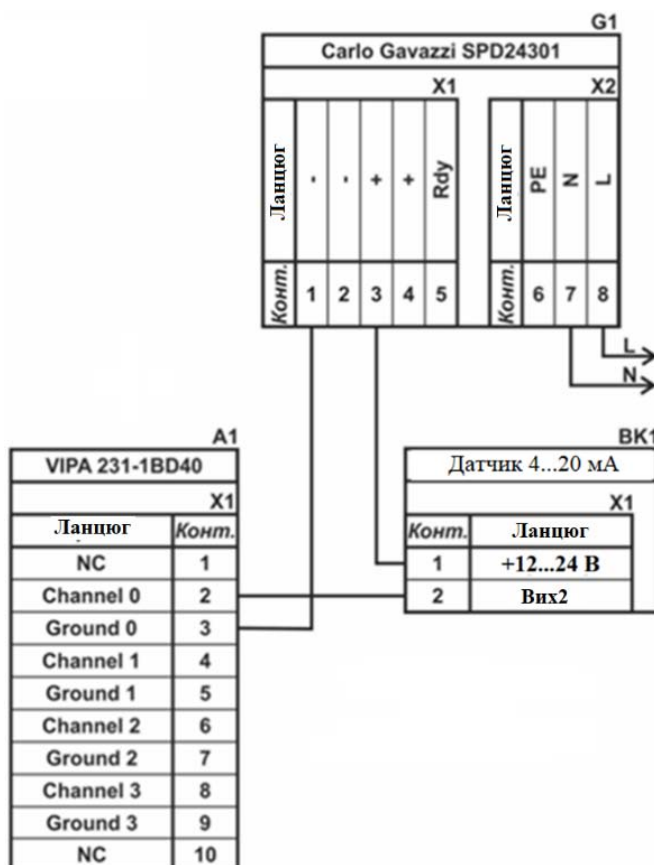 G1
Carlo Gavazzi SPD24301
X1 X2
Ланцюг - - + + Rdy Ланцюг PE N L
Конт. 1 2 3 4 5 Конт. 6 7 8
L
N
A1
VIPA 231-1BD40
X1
Ланцюг Конт.
NC 1
Channel 0 2
Ground 0 3
Channel 1 4
Ground 1 5
Channel 2 6
Ground 2 7
Channel 3 8
Ground 3 9
NC 10
BK1
Датчик 4...20 мА
X1
Конт. Ланцюг
1 +12...24 В
2 Вих2